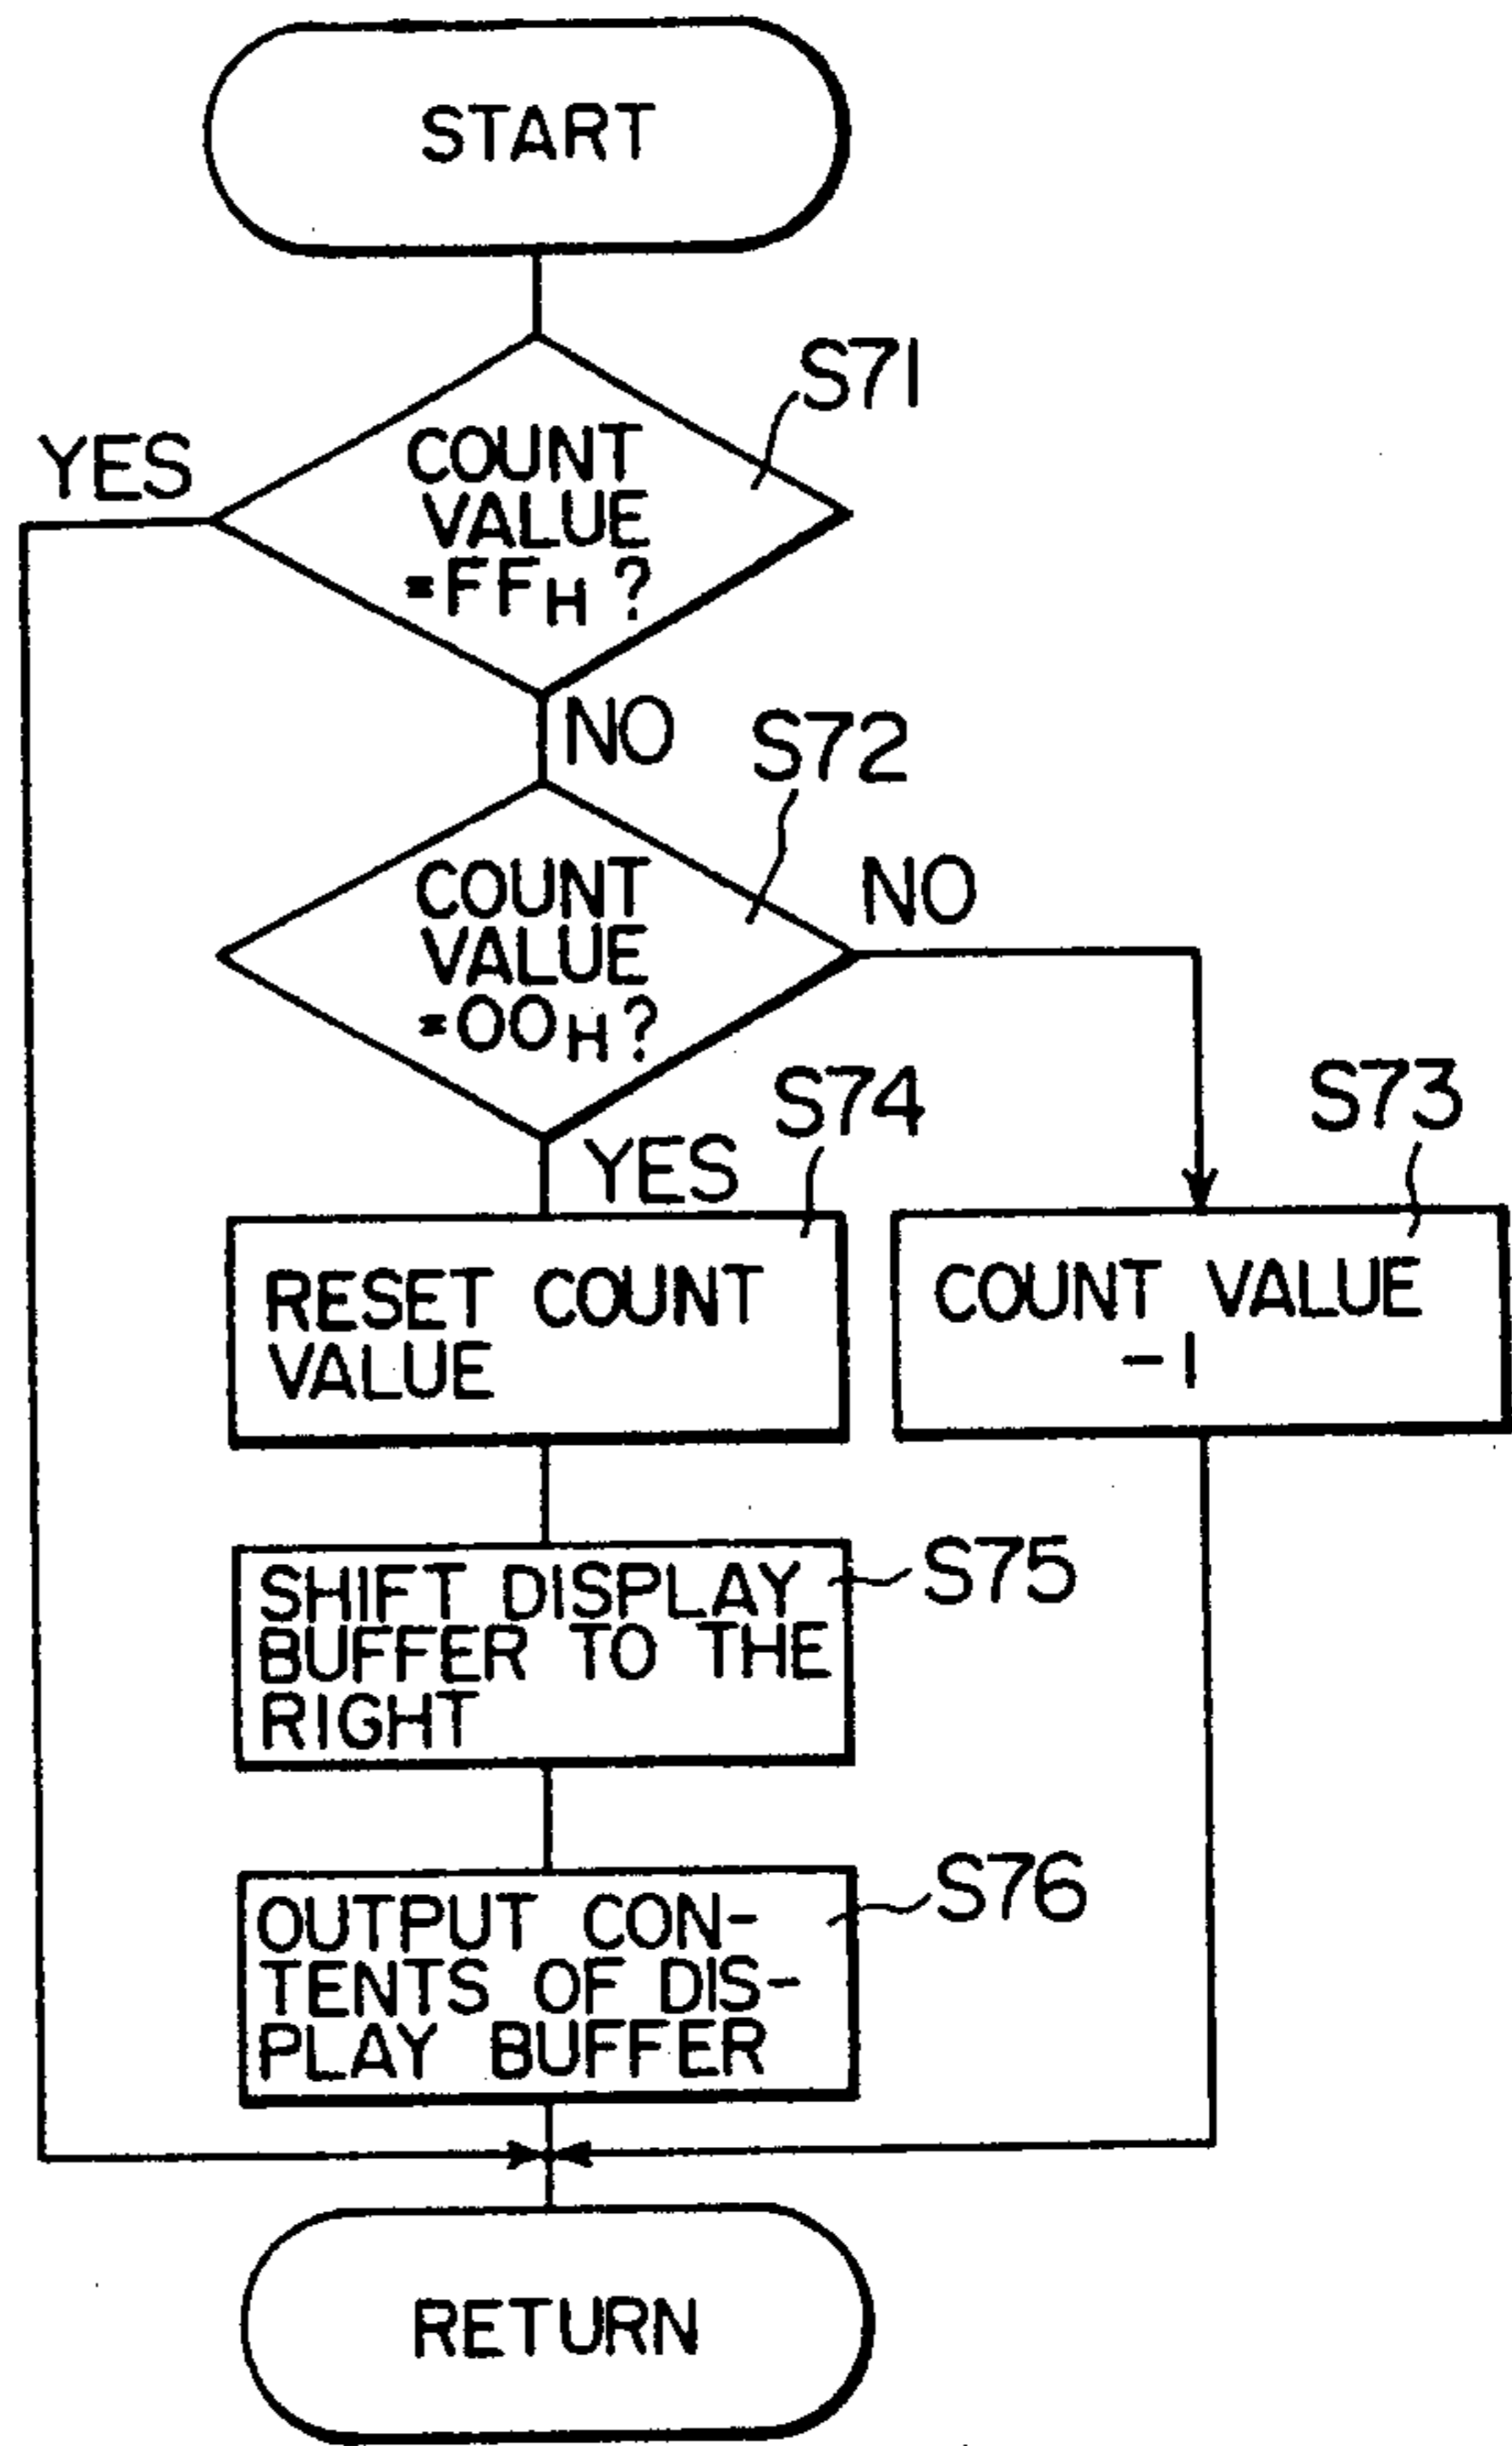 START
S71
YES
COUNT
VALUE
=FFH?
NO
S72
COUNT
VALUE
=00H?
NO
S74
S73
YES
RESET COUNT
VALUE
COUNT VALUE
-1
SHIFT DISPLAY
BUFFER TO THE
RIGHT
S75
OUTPUT CON-
TENTS OF DIS-
PLAY BUFFER
S76
RETURN